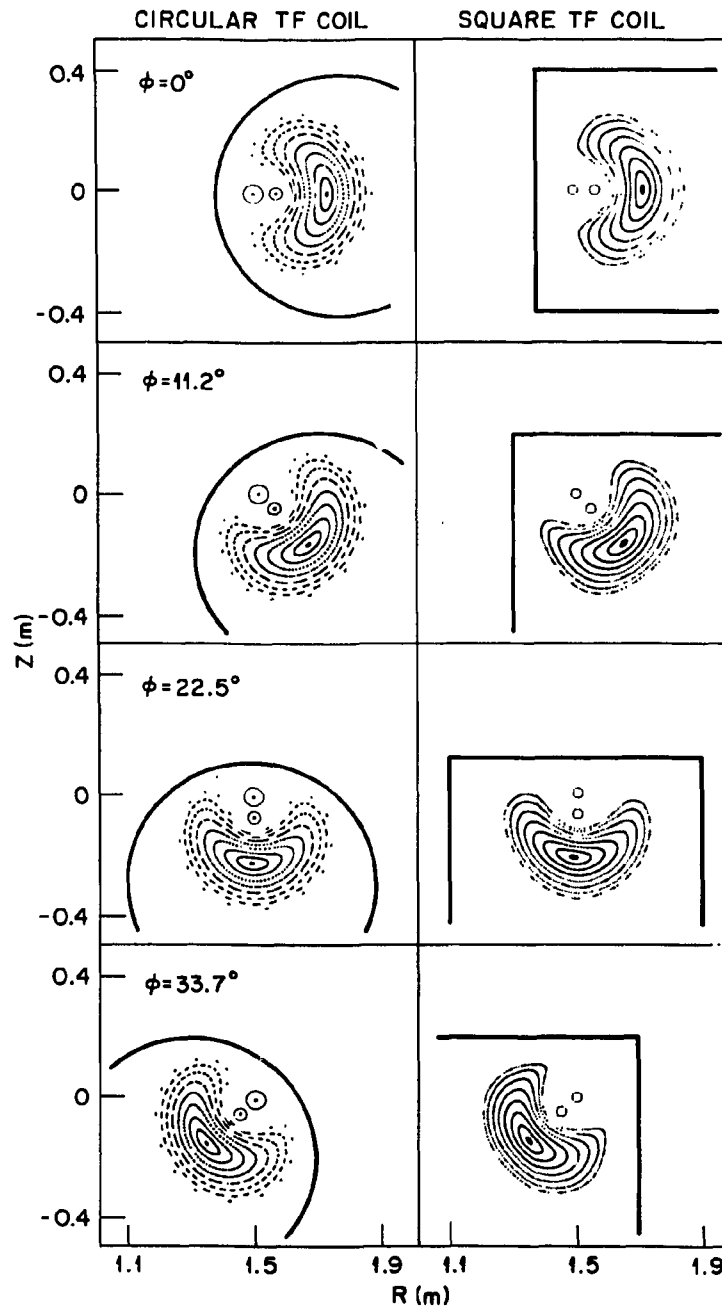 CIRCULAR TF COIL SQUARE TF COIL
ϕ=0°
0.4
0
-0.4
ϕ=11.2°
0.4
0
-0.4
Z (m)
ϕ=22.5°
0.4
0
-0.4
ϕ=33.7°
0.4
0
-0.4
1.1 1.5 1.9 1.1 1.5 1.9
R (m)